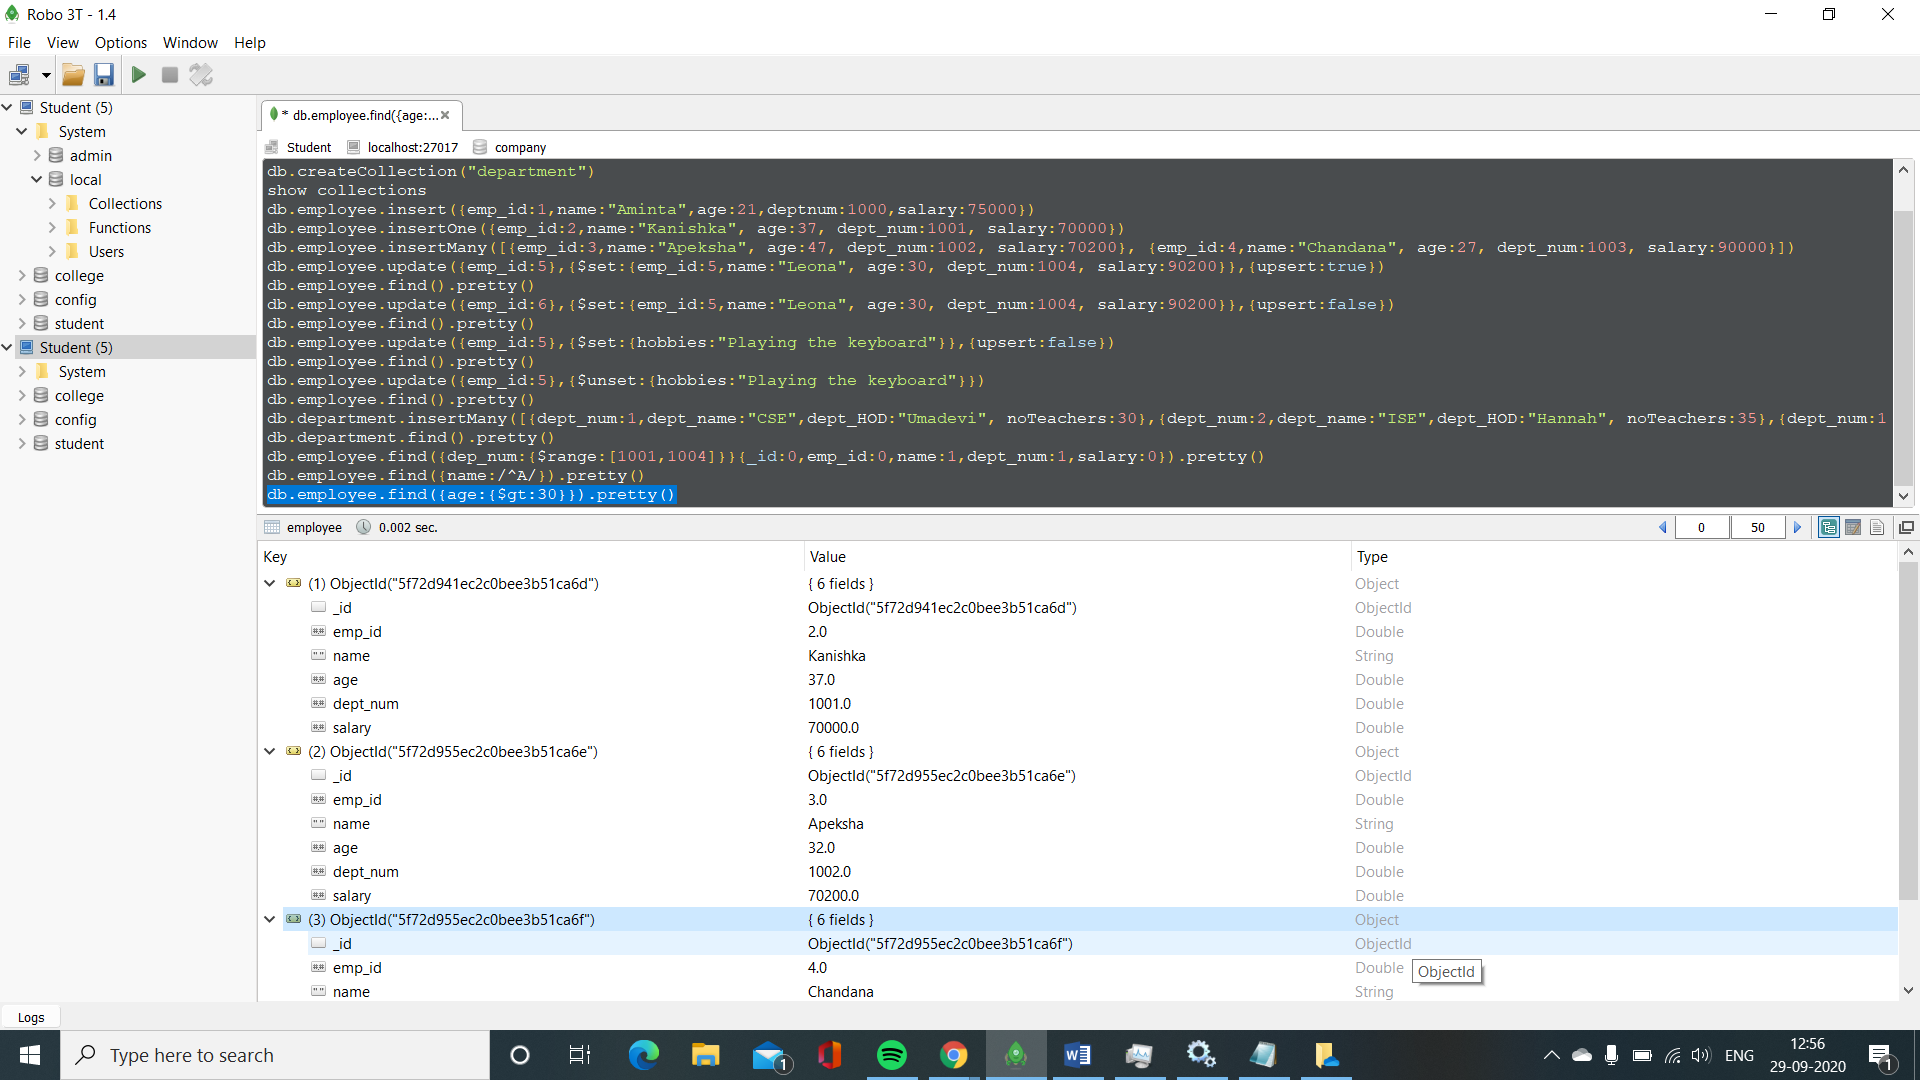 Robo 3T - 1.4
File View Options Window Help
Student (5)
System
admin
local
Collections
Functions
Users
college
config
student
Student (5)
System
college
config
student
* db.employee.find({age:...
Student localhost:27017 company
db.createCollection("department")
show collections
db.employee.insert({emp_id:1,name:"Aminta",age:21,deptnum:1000,salary:75000})
db.employee.insertOne({emp_id:2,name:"Kanishka", age:37, dept_num:1001, salary:70000})
db.employee.insertMany([{emp_id:3,name:"Apeksha", age:47, dept_num:1002, salary:70200}, {emp_id:4,name:"Chandana", age:27, dept_num:1003, salary:90000}])
db.employee.update({emp_id:5},{$set:{emp_id:5,name:"Leona", age:30, dept_num:1004, salary:90200}},{upsert:true})
db.employee.find().pretty()
db.employee.update({emp_id:6},{$set:{emp_id:5,name:"Leona", age:30, dept_num:1004, salary:90200}},{upsert:false})
db.employee.find().pretty()
db.employee.update({emp_id:5},{$set:{hobbies:"Playing the keyboard"}},{upsert:false})
db.employee.find().pretty()
db.employee.update({emp_id:5},{$unset:{hobbies:"Playing the keyboard"}})
db.employee.find().pretty()
db.department.insertMany([{dept_num:1,dept_name:"CSE",dept_HOD:"Umadevi", noTeachers:30},{dept_num:2,dept_name:"ISE",dept_HOD:"Hannah", noTeachers:35},{dept_num:1
db.department.find().pretty()
db.employee.find({dep_num:{$range:[1001,1004]}}{_id:0,emp_id:0,name:1,dept_num:1,salary:0}).pretty()
db.employee.find({name:/^A/}).pretty()
db.employee.find({age:{$gt:30}}).pretty()
employee 0.002 sec. 0 50
Key Value Type
(1) ObjectId("5f72d941ec2c0bee3b51ca6d") { 6 fields } Object
_id ObjectId("5f72d941ec2c0bee3b51ca6d") ObjectId
emp_id 2.0 Double
name Kanishka String
age 37.0 Double
dept_num 1001.0 Double
salary 70000.0 Double
(2) ObjectId("5f72d955ec2c0bee3b51ca6e") { 6 fields } Object
_id ObjectId("5f72d955ec2c0bee3b51ca6e") ObjectId
emp_id 3.0 Double
name Apeksha String
age 32.0 Double
dept_num 1002.0 Double
salary 70200.0 Double
(3) ObjectId("5f72d955ec2c0bee3b51ca6f") { 6 fields } Object
_id ObjectId("5f72d955ec2c0bee3b51ca6f") ObjectId
emp_id 4.0 Double
ObjectId
name Chandana String
Logs
Type here to search
1
ENG
12:56
29-09-2020
1